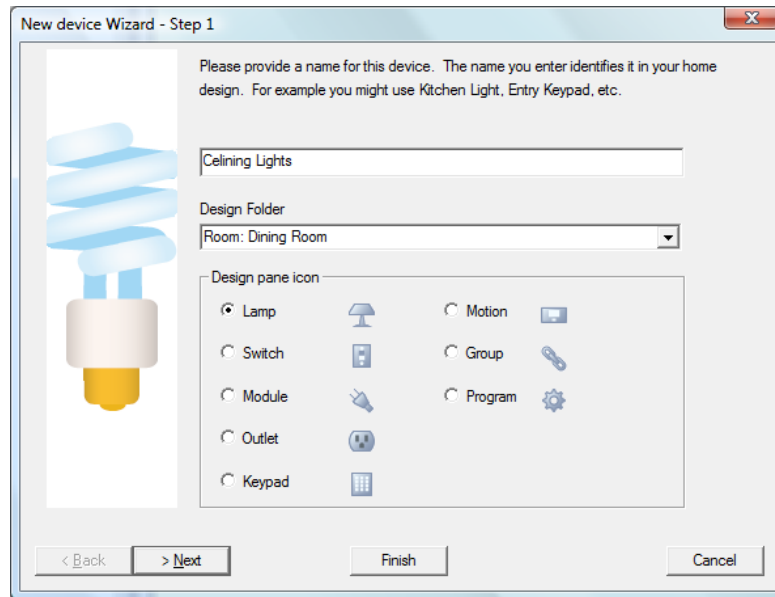 New device Wizard - Step 1
Please provide a name for this device.  The name you enter identifies it in your home
design.  For example you might use Kitchen Light, Entry Keypad, etc.
Celining Lights
Design Folder
Room: Dining Room
Design pane icon
Lamp
Motion
Switch
Group
Module
Program
Outlet
Keypad
< Back
> Next
Finish
Cancel